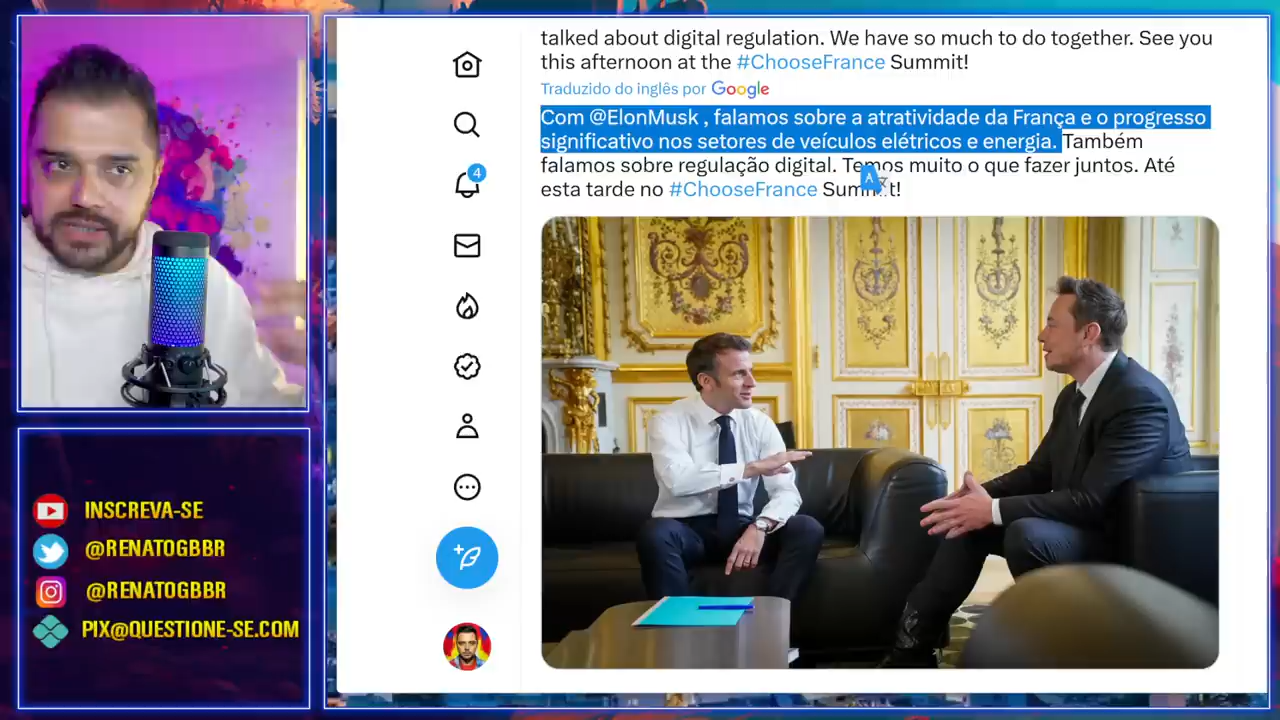 talked about digital regulation. We have so much to do together. See you
this afternoon at the #ChooseFrance Summit!
Traduzido do inglês por Google
Com @ElonMusk , falamos sobre a atratividade da França e o progresso
significativo nos setores de veículos elétricos e energia. Também
falamos sobre regulação digital. Temos muito o que fazer juntos. Até
esta tarde no #ChooseFrance Summit!
4
INSCREVA-SE
@RENATOGBBR
@RENATOGBBR
PIX@QUESTIONE-SE.COM